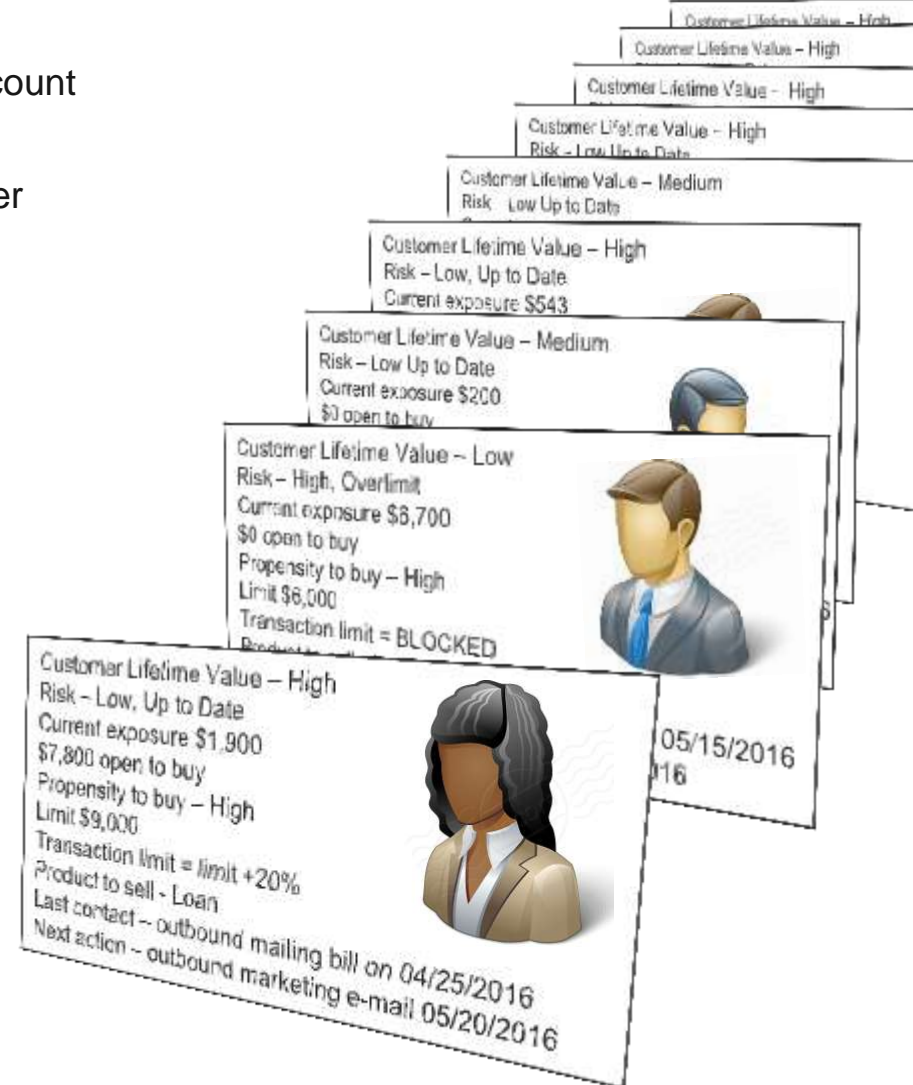 count
er
Customer Lifetime Value – High
Customer Lifetime Value – High
Customer Lifetime Value – High
Customer Lifetime Value – High
Risk – Low Up to Date
Customer Lifetime Value – Medium
Risk Low Up to Date
Customer Lifetime Value – High
Risk – Low, Up to Date
Current exposure $543
Customer Lifetime Value – Medium
Risk – Low Up to Date
Current exposure $200
$0 open to buy
Customer Lifetime Value – Low
Risk – High, Overlimit
Current exposure $6,700
$0 open to buy
Propensity to buy – High
Limit $6,000
Transaction limit = BLOCKED
05/15/2016
016
Customer Lifetime Value – High
Risk – Low, Up to Date
Current exposure $1,900
$7,800 open to buy
Propensity to buy – High
Limit $9,000
Transaction limit = limit +20%
Product to sell - Loan
Last contact – outbound mailing bill on 04/25/2016
Next action – outbound marketing e-mail 05/20/2016